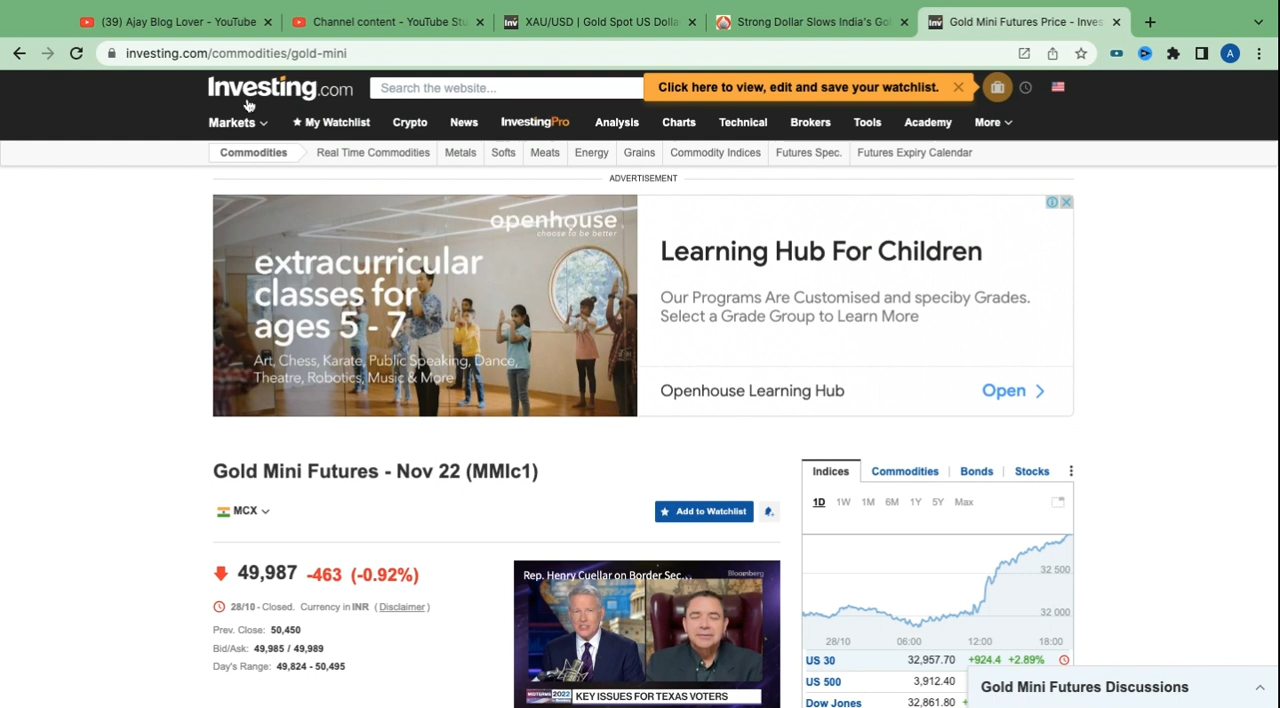 (39) Ajay Blog Lover - YouTube
Channel content - YouTube Stu
XAU/USD | Gold Spot US Dolla
Strong Dollar Slows India's Gol
Gold Mini Futures Price - Inves
investing.com/commodities/gold-mini
A
Investing.com
Search the website...
Click here to view, edit and save your watchlist.
Markets
My Watchlist
Crypto
News
InvestingPro
Analysis
Charts
Technical
Brokers
Tools
Academy
More
Commodities
Real Time Commodities
Metals
Softs
Meats
Energy
Grains
Commodity Indices
Futures Spec.
Futures Expiry Calendar
ADVERTISEMENT
openhouse
choose to be better
extracurricular
classes for
ages 5 - 7
Art, Chess, Karate, Public Speaking, Dance,
Theatre, Robotics, Music & More
Learning Hub For Children
Our Programs Are Customised and speciby Grades.
Select a Grade Group to Learn More
Openhouse Learning Hub
Open
Gold Mini Futures - Nov 22 (MMIc1)
MCX
Add to Watchlist
49,987 -463 (-0.92%)
28/10 - Closed. Currency in INR ( Disclaimer )
Prev. Close: 50,450
Bid/Ask: 49,985 / 49,989
Day's Range: 49,824 - 50,495
Rep. Henry Cuellar on Border Sec...
Bloomberg
MIDTERMS 2022
KEY ISSUES FOR TEXAS VOTERS
Indices
Commodities
Bonds
Stocks
1D 1W 1M 6M 1Y 5Y Max
32 500
32 000
28/10 06:00 12:00 18:00
US 30 32,957.70 +924.4 +2.89%
US 500 3,912.40
Dow Jones 32,861.80 +
Gold Mini Futures Discussions